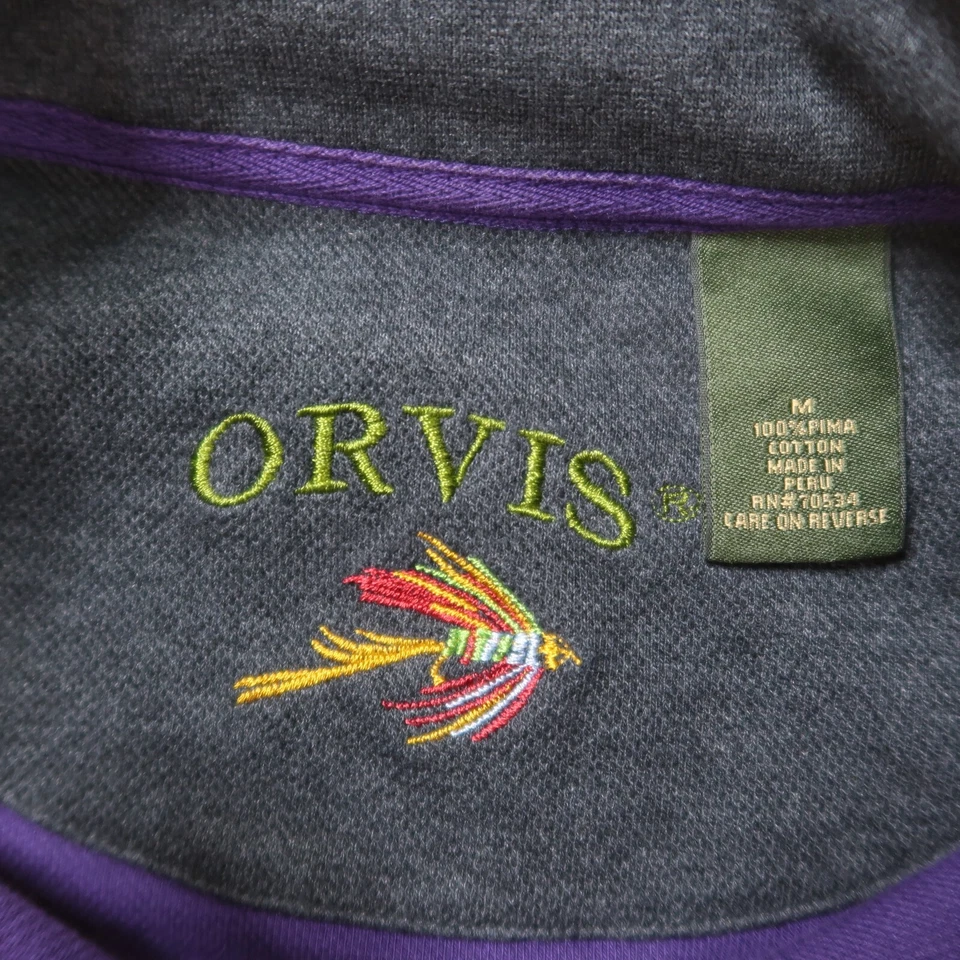 ORVIS ®
M
100% PIMA
COTTON
MADE IN
PERU
RN# 70534
CARE ON REVERSE